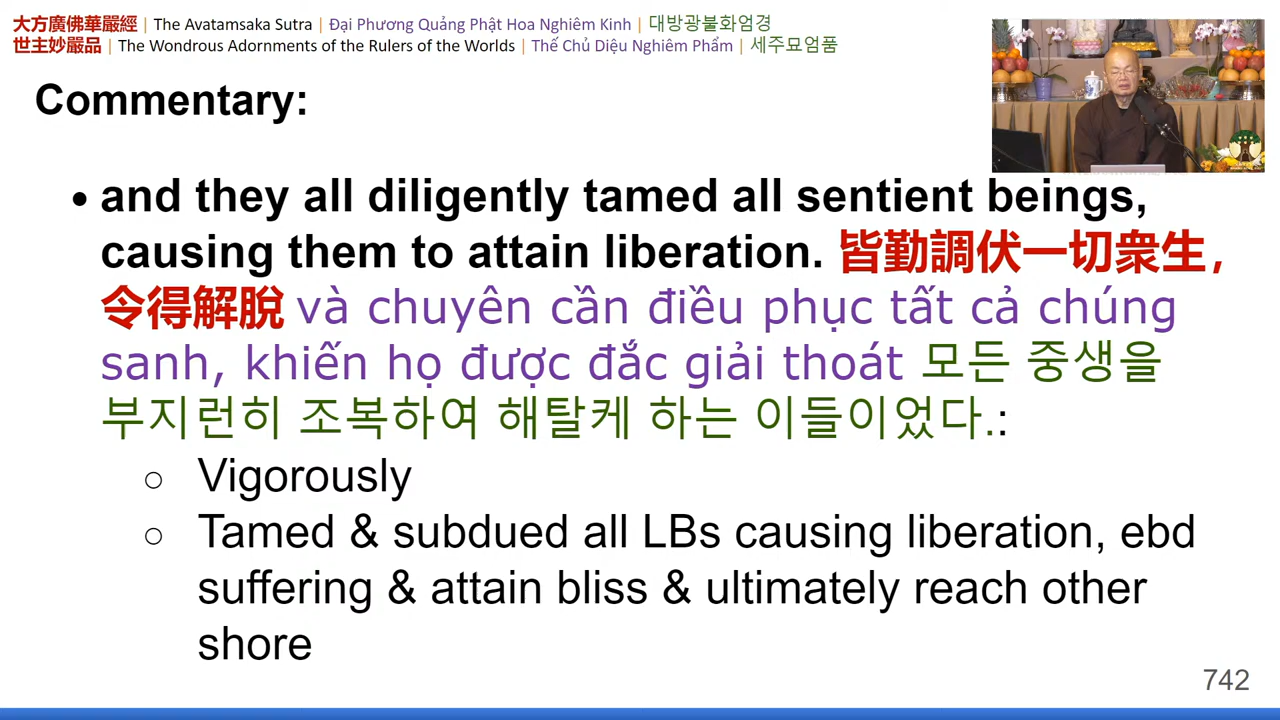 大方廣佛華嚴經 | The Avatamsaka Sutra | Đại Phương Quảng Phật Hoa Nghiêm Kinh | 대방광불화엄경
世主妙嚴品 | The Wondrous Adornments of the Rulers of the Worlds | Thế Chủ Diệu Nghiêm Phẩm | 세주묘엄품
Commentary:
• and they all diligently tamed all sentient beings,
causing them to attain liberation. 皆勤調伏一切衆生，
令得解脫 và chuyên cần điều phục tất cả chúng
sanh, khiến họ được đắc giải thoát 모든 중생을
부지런히 조복하여 해탈케 하는 이들이었다.:
○ Vigorously
○ Tamed & subdued all LBs causing liberation, ebd
suffering & attain bliss & ultimately reach other
shore
742